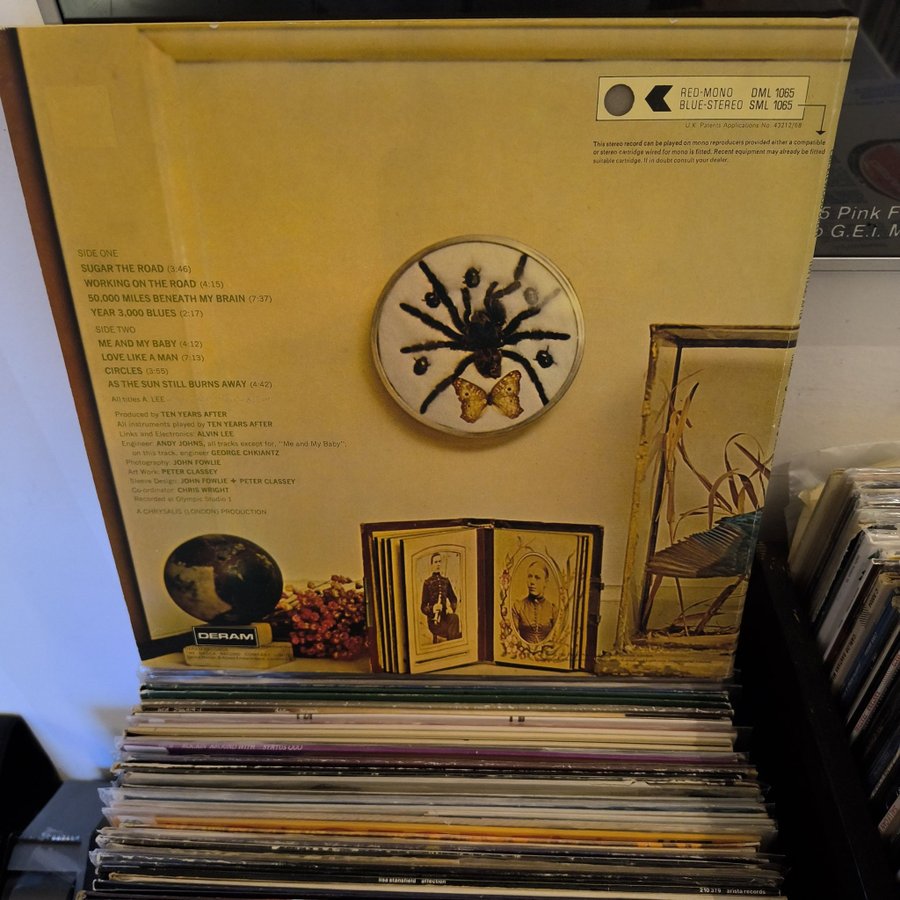 RED-MONO DML 1065
BLUE-STEREO SML 1065
U.K. Patents Applications No. 43212/68
This stereo record can be played on mono reproducers provided either a compatible
or stereo cartridge wired for mono is fitted. Recent equipment may already be fitted
suitable cartridge. If in doubt consult your dealer.
5 Pink F
G.E.I. M
SIDE ONE
SUGAR THE ROAD (3:46)
WORKING ON THE ROAD (4:15)
50,000 MILES BENEATH MY BRAIN (7:37)
YEAR 3,000 BLUES (2:17)
SIDE TWO
ME AND MY BABY (4:12)
LOVE LIKE A MAN (7:13)
CIRCLES (3:55)
AS THE SUN STILL BURNS AWAY (4:42)
All titles A. LEE
Produced by TEN YEARS AFTER
All instruments played by TEN YEARS AFTER
Links and Electronics: ALVIN LEE
Engineer: ANDY JOHNS, all tracks except for, "Me and My Baby";
on this track, engineer GEORGE CHKIANTZ
Photography: JOHN FOWLIE
Art Work: PETER CLASSEY
Sleeve Design: JOHN FOWLIE + PETER CLASSEY
Co-ordinator: CHRIS WRIGHT
Recorded at Olympic Studio 1
A CHRYSALIS (LONDON) PRODUCTION
DERAM
lisa stansfield affection
210 379 arista records